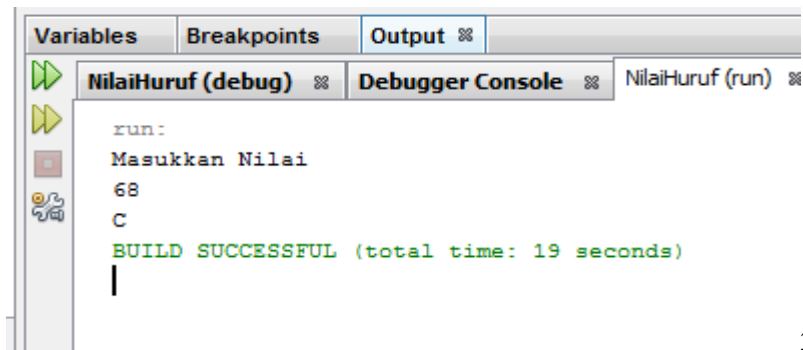 Variables Breakpoints Output
NilaiHuruf (debug) Debugger Console NilaiHuruf (run)
run:
Masukkan Nilai
68
C
BUILD SUCCESSFUL (total time: 19 seconds)